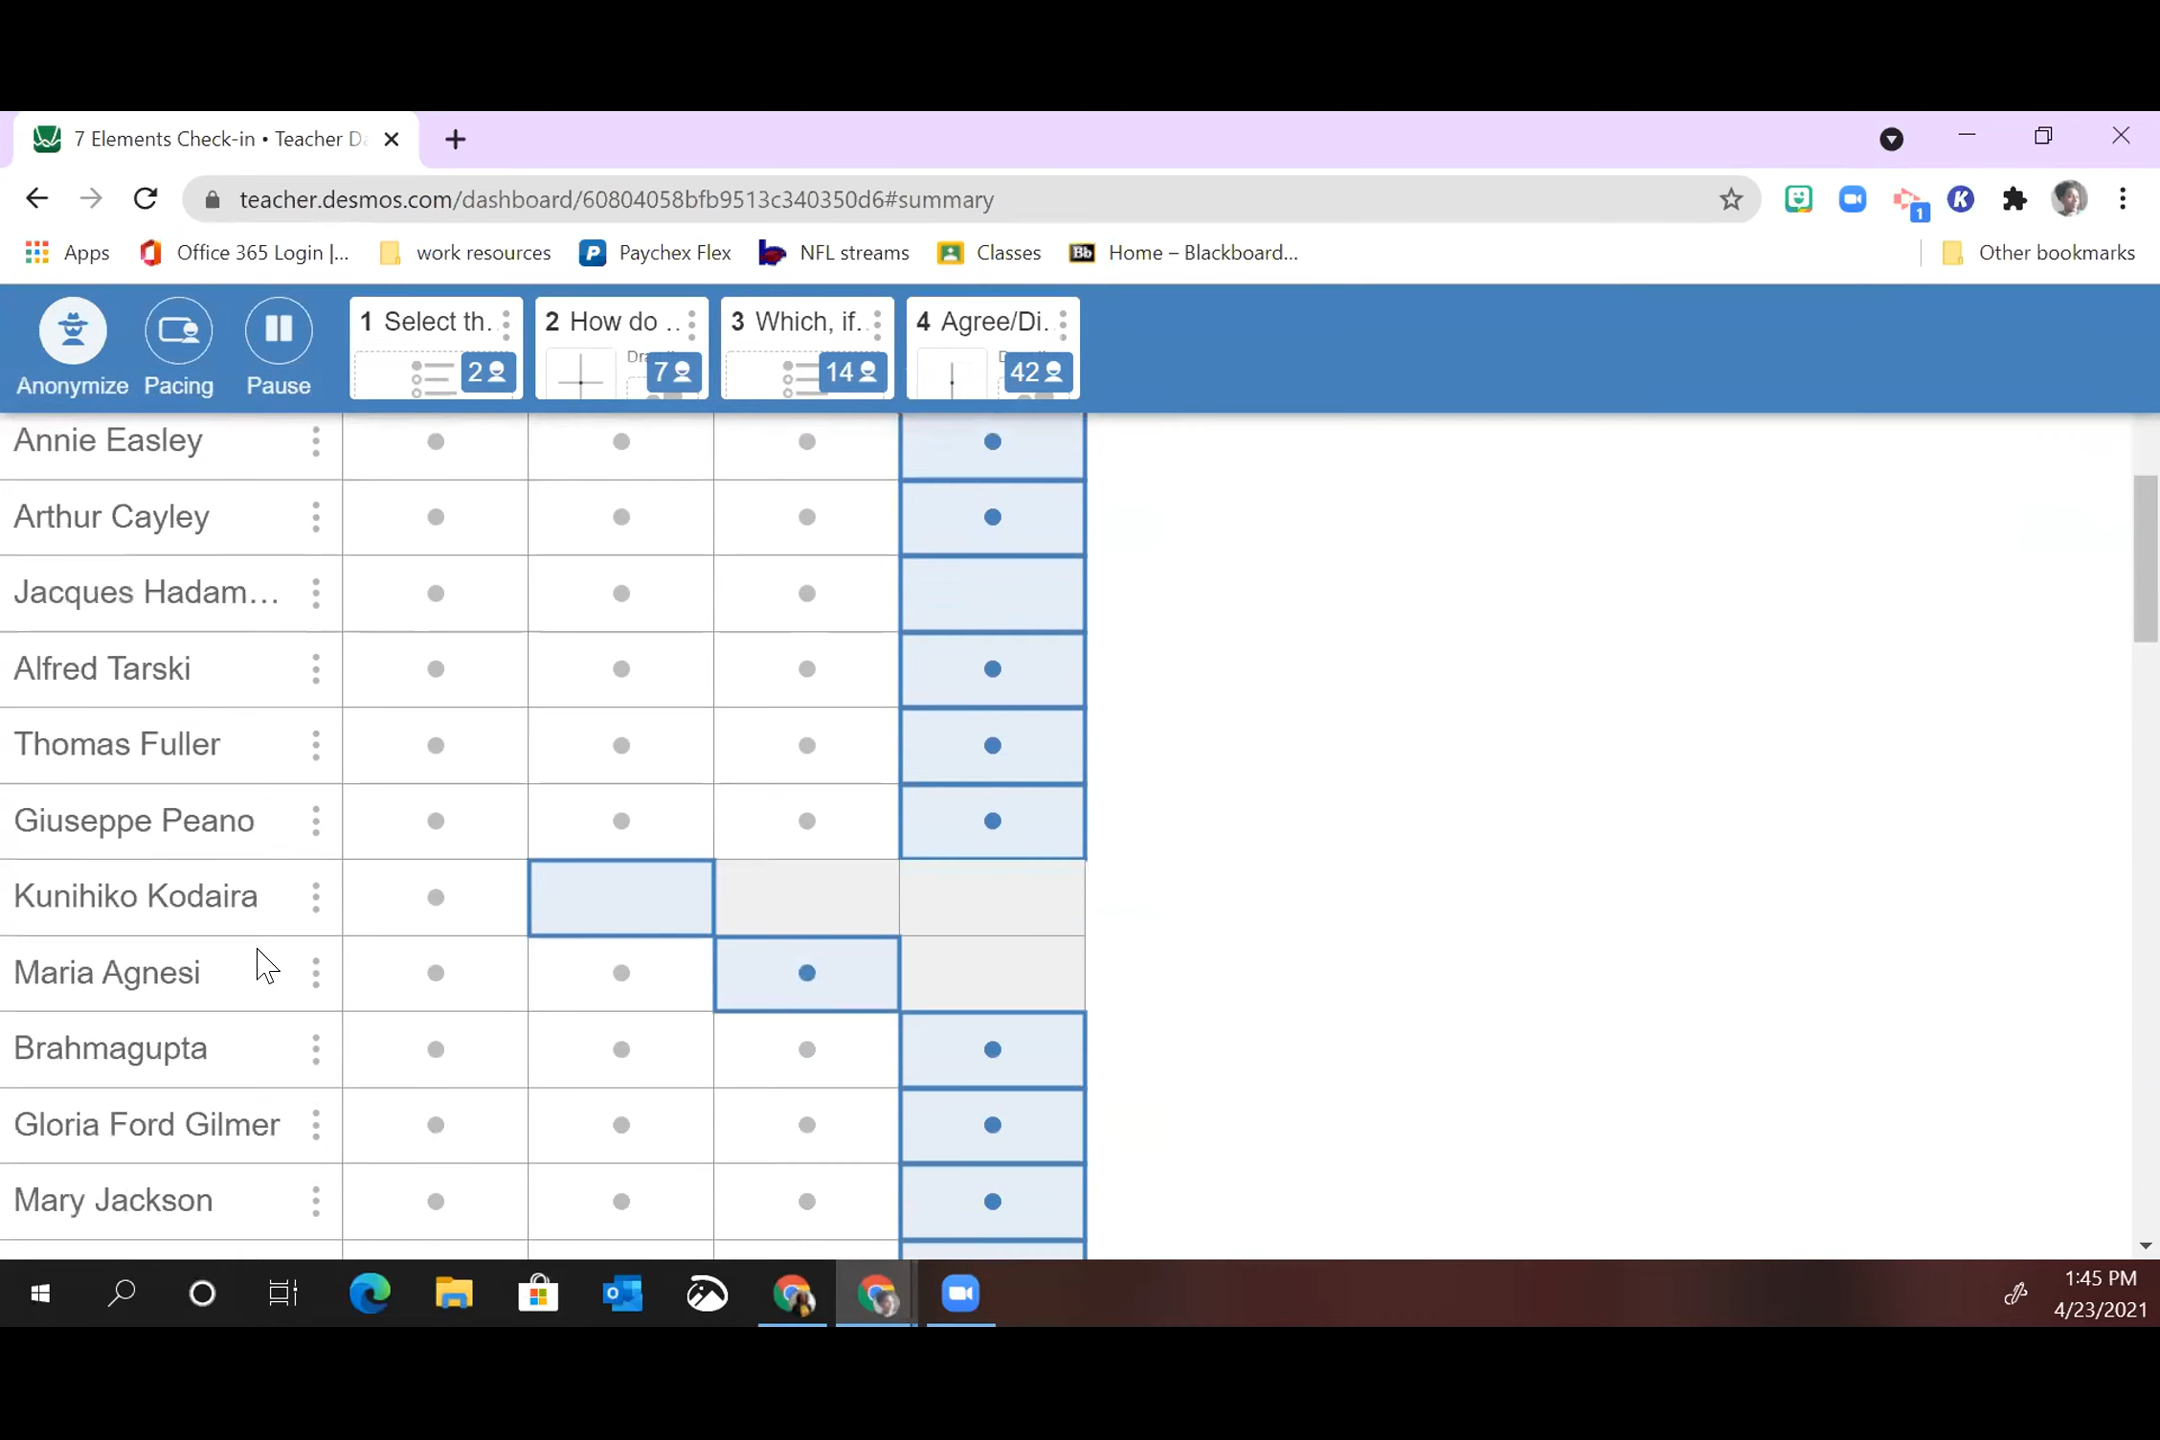 7 Elements Check-in • Teacher Da
teacher.desmos.com/dashboard/60804058bfb9513c340350d6#summary
1
K
Apps
Office 365 Login |...
work resources
P Paychex Flex
NFL streams
Classes
Bb Home – Blackboard...
Other bookmarks
Anonymize
Pacing
Pause
1 Select th...
2
2 How do ...
7
3 Which, if...
14
4 Agree/Di...
42
Annie Easley
Arthur Cayley
Jacques Hadam...
Alfred Tarski
Thomas Fuller
Giuseppe Peano
Kunihiko Kodaira
Maria Agnesi
Brahmagupta
Gloria Ford Gilmer
Mary Jackson
1:45 PM
4/23/2021